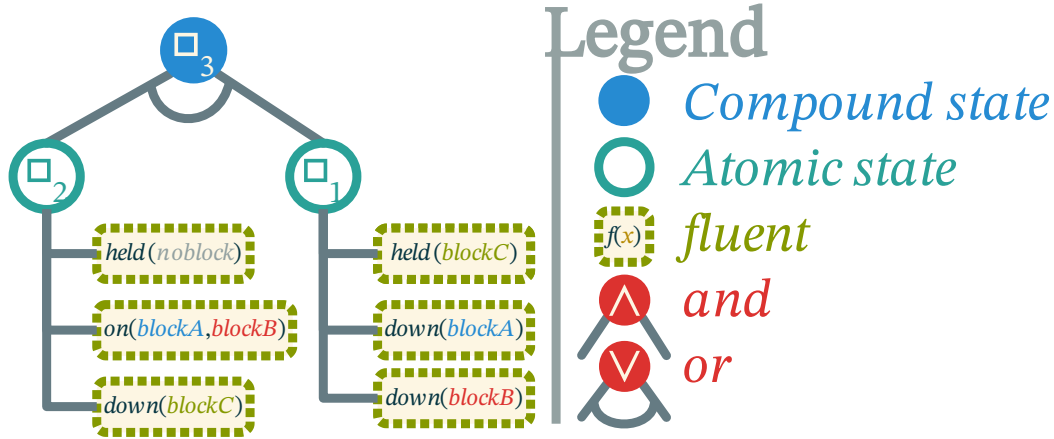 □3
□2
□1
held(noblock)
on(blockA,blockB)
down(blockC)
held(blockC)
down(blockA)
down(blockB)
Legend
Compound state
Atomic state
f(x) fluent
∧ and
∨ or